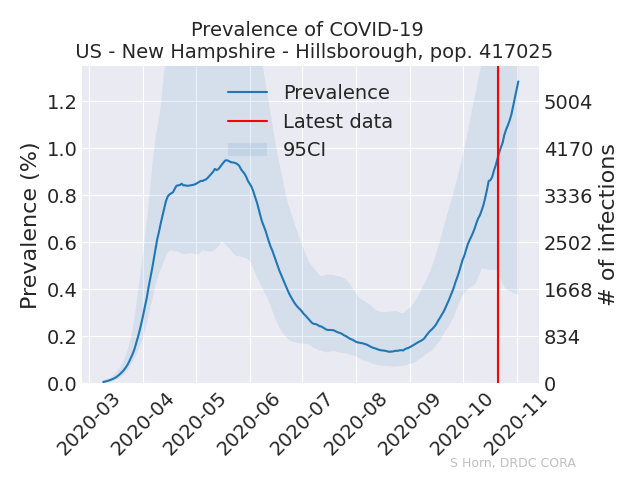 Prevalence of COVID-19
US - New Hampshire - Hillsborough, pop. 417025
Prevalence
Latest data
95CI
Prevalence (%)
1.2
1.0
0.8
0.6
0.4
0.2
0.0
5004
4170
3336
2502
1668
834
0
# of infections
2020-03
2020-04
2020-05
2020-06
2020-07
2020-08
2020-09
2020-10
2020-11
S Horn, DRDC CORA